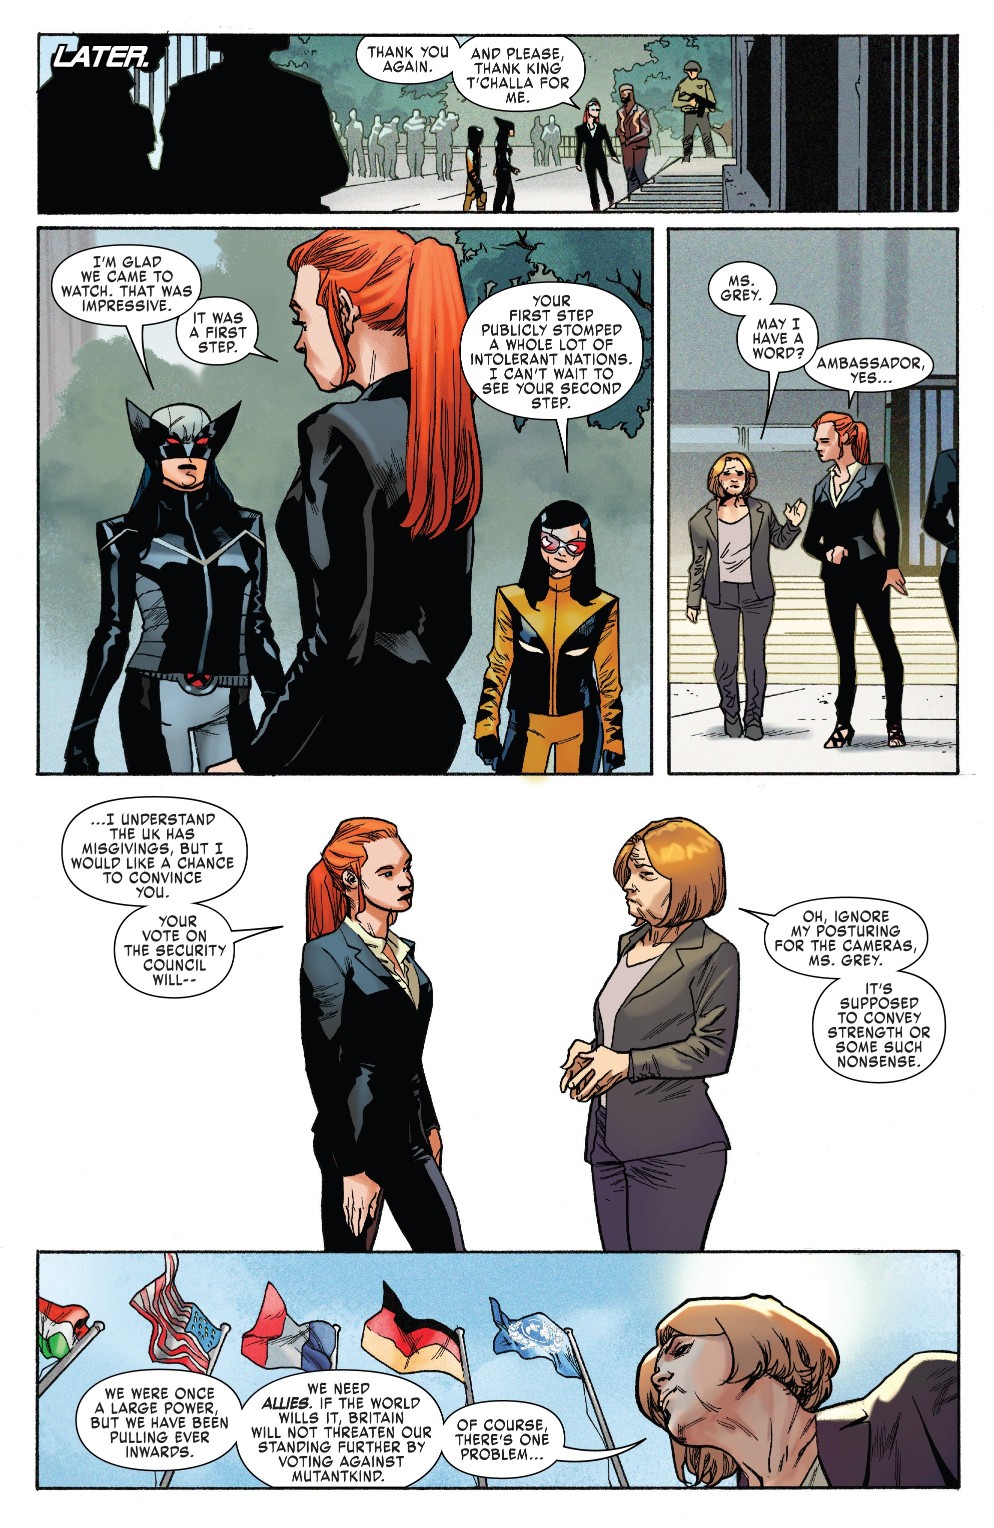 LATER.
THANK YOU
AGAIN.
AND PLEASE,
THANK KING
T'CHALLA FOR
ME.
I'M GLAD
WE CAME TO
WATCH. THAT WAS
IMPRESSIVE.
IT WAS
A FIRST
STEP.
YOUR
FIRST STEP
PUBLICLY STOMPED
A WHOLE LOT OF
INTOLERANT NATIONS.
I CAN'T WAIT TO
SEE YOUR SECOND
STEP.
MS.
GREY.
MAY I
HAVE A
WORD?
AMBASSADOR,
YES...
...I UNDERSTAND
THE UK HAS
MISGIVINGS, BUT I
WOULD LIKE A CHANCE
TO CONVINCE
YOU.
YOUR
VOTE ON
THE SECURITY
COUNCIL
WILL--
OH, IGNORE
MY POSTURING
FOR THE CAMERAS,
MS. GREY.
IT'S
SUPPOSED
TO CONVEY
STRENGTH OR
SOME SUCH
NONSENSE.
WE WERE ONCE
A LARGE POWER,
BUT WE HAVE BEEN
PULLING EVER
INWARDS.
WE NEED
ALLIES. IF THE WORLD
WILLS IT, BRITAIN
WILL NOT THREATEN OUR
STANDING FURTHER BY
VOTING AGAINST
MUTANTKIND.
OF COURSE,
THERE'S ONE
PROBLEM...